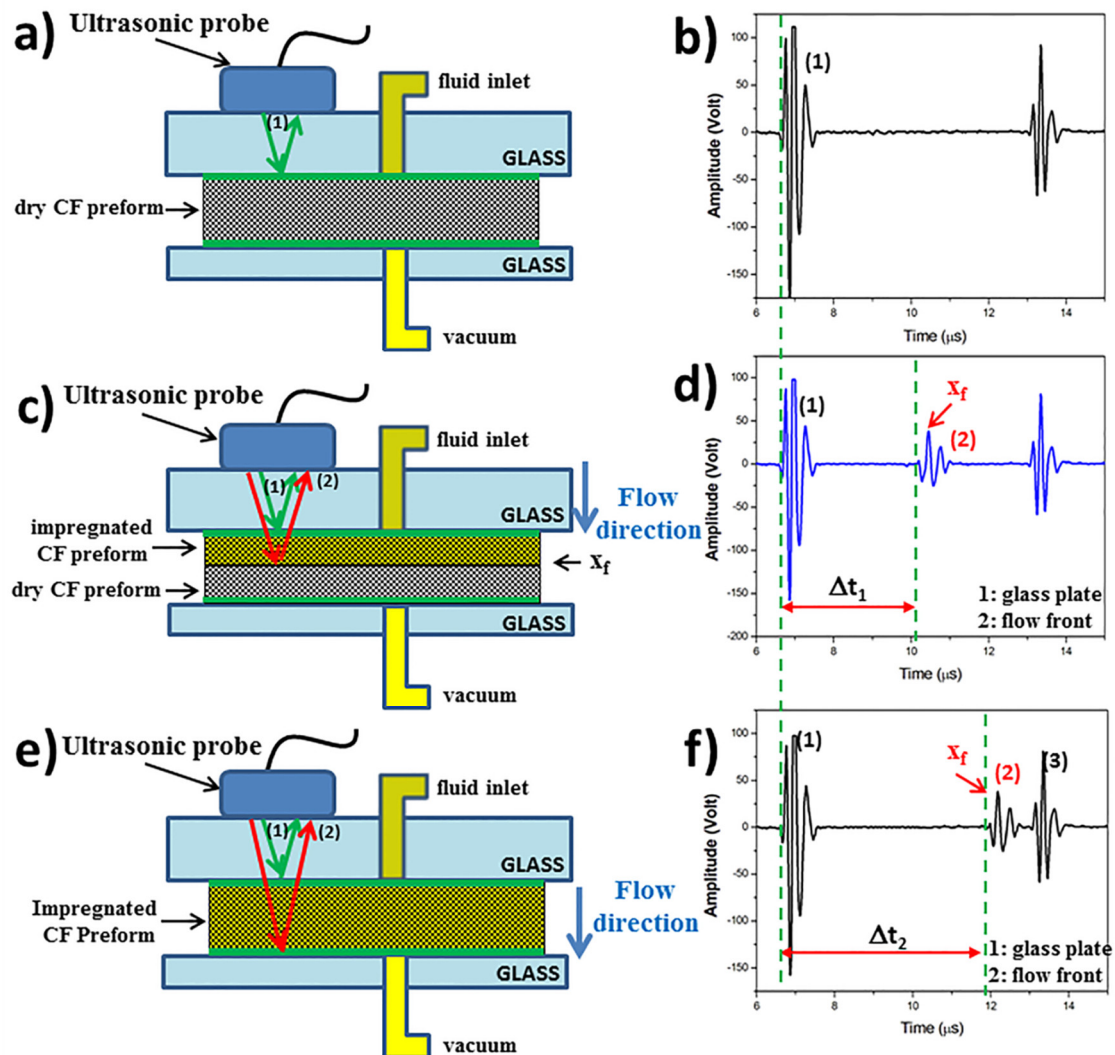 a)
Ultrasonic probe
fluid inlet
(1)
GLASS
dry CF preform
GLASS
vacuum
b)
100
50
0
-50
-100
-150
Amplitude (Volt)
(1)
6 8 10 12 14
Time (μs)
c)
Ultrasonic probe
fluid inlet
(1) (2)
GLASS
Flow
direction
impregnated
CF preform
x_f
dry CF preform
GLASS
vacuum
d)
100
50
0
-50
-100
-150
-200
Amplitude (Volt)
(1)
x_f
(2)
Δt₁
1: glass plate
2: flow front
6 8 10 12 14
Time (μs)
e)
Ultrasonic probe
fluid inlet
(1) (2)
GLASS
Flow
direction
Impregnated
CF Preform
GLASS
vacuum
f)
100
50
0
-50
-100
-150
Amplitude (Volt)
(1)
x_f
(2)
(3)
Δt₂
1: glass plate
2: flow front
6 8 10 12 14
Time (μs)